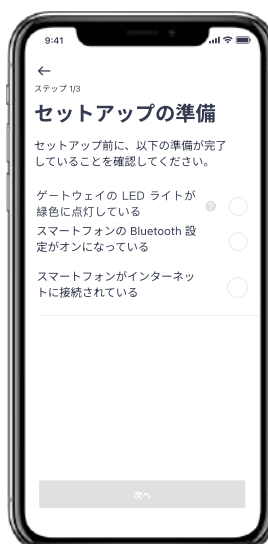 9:41
ステップ 1/3
セットアップの準備
セットアップ前に、以下の準備が完了
していることを確認してください。
ゲートウェイの LED ライトが
緑色に点灯している
?
スマートフォンの Bluetooth 設
定がオンになっている
スマートフォンがインターネッ
トに接続されている
次へ